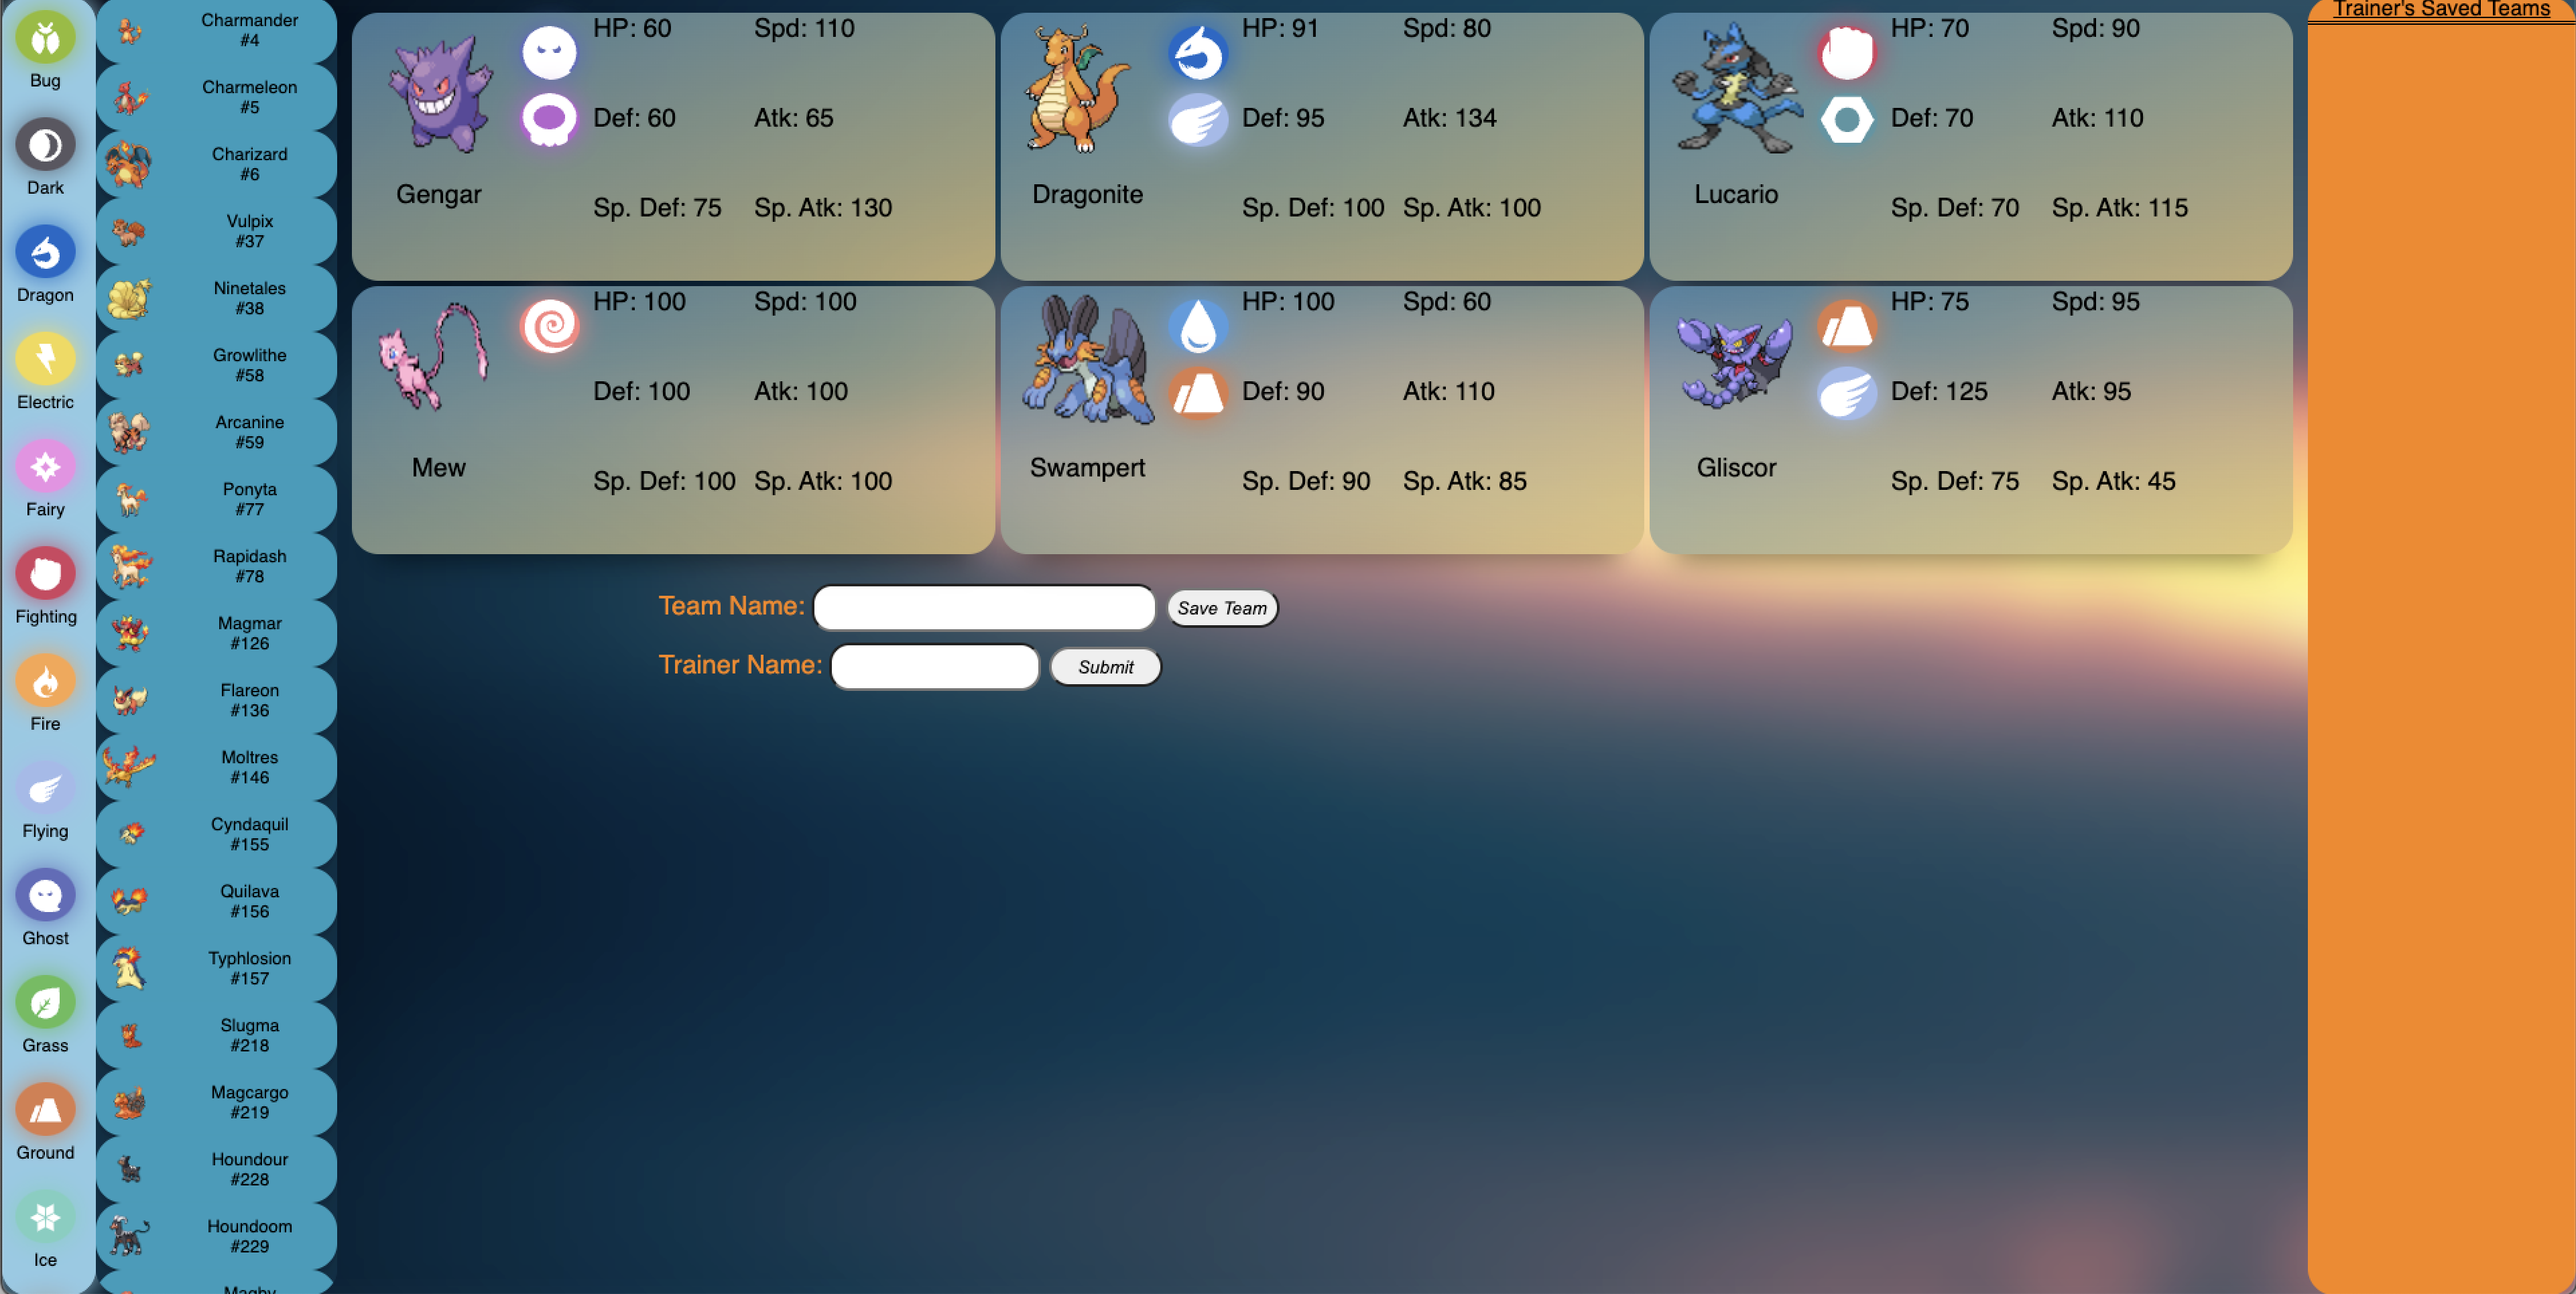 Bug
Dark
Dragon
Electric
Fairy
Fighting
Fire
Flying
Ghost
Grass
Ground
Ice
Charmander
#4
Charmeleon
#5
Charizard
#6
Vulpix
#37
Ninetales
#38
Growlithe
#58
Arcanine
#59
Ponyta
#77
Rapidash
#78
Magmar
#126
Flareon
#136
Moltres
#146
Cyndaquil
#155
Quilava
#156
Typhlosion
#157
Slugma
#218
Magcargo
#219
Houndour
#228
Houndoom
#229
Magby
Gengar
HP: 60 Spd: 110
Def: 60 Atk: 65
Sp. Def: 75 Sp. Atk: 130
Dragonite
HP: 91 Spd: 80
Def: 95 Atk: 134
Sp. Def: 100 Sp. Atk: 100
Lucario
HP: 70 Spd: 90
Def: 70 Atk: 110
Sp. Def: 70 Sp. Atk: 115
Mew
HP: 100 Spd: 100
Def: 100 Atk: 100
Sp. Def: 100 Sp. Atk: 100
Swampert
HP: 100 Spd: 60
Def: 90 Atk: 110
Sp. Def: 90 Sp. Atk: 85
Gliscor
HP: 75 Spd: 95
Def: 125 Atk: 95
Sp. Def: 75 Sp. Atk: 45
Team Name: Save Team
Trainer Name: Submit
Trainer's Saved Teams